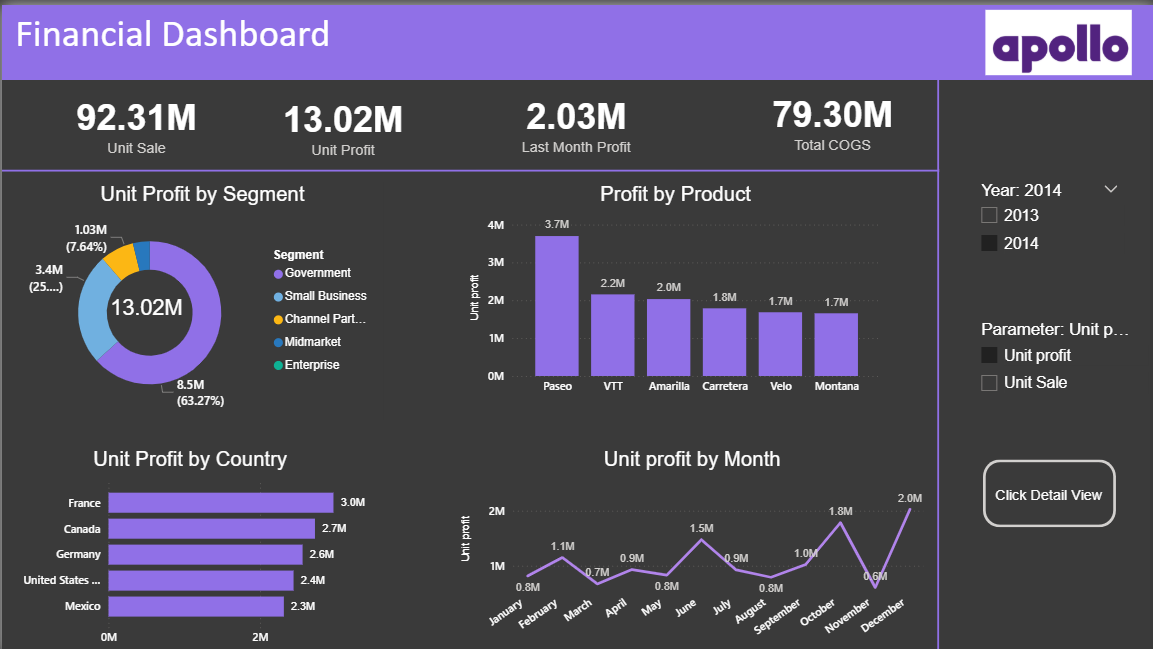 Financial Dashboard
apollo
92.31M
Unit Sale
13.02M
Unit Profit
2.03M
Last Month Profit
79.30M
Total COGS
Year: 2014
2013
2014
Parameter: Unit p...
Unit profit
Unit Sale
Click Detail View
Unit Profit by Segment
1.03M
(7.64%)
3.4M
(25....)
13.02M
8.5M
(63.27%)
Segment
Government
Small Business
Channel Part...
Midmarket
Enterprise
Profit by Product
Unit profit
4M
3M
2M
1M
0M
3.7M
2.2M
2.0M
1.8M
1.7M
1.7M
Paseo
VTT
Amarilla
Carretera
Velo
Montana
Unit Profit by Country
France
3.0M
Canada
2.7M
Germany
2.6M
United States ...
2.4M
Mexico
2.3M
0M
2M
Unit profit by Month
Unit profit
2M
1M
0.8M
1.1M
0.7M
0.9M
0.8M
1.5M
0.9M
0.8M
1.0M
1.8M
0.6M
2.0M
January
February
March
April
May
June
July
August
September
October
November
December